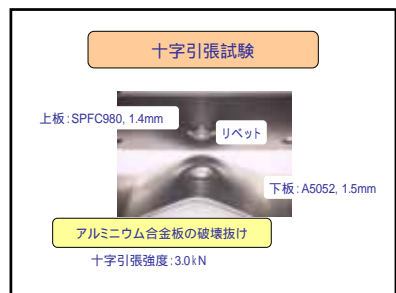 十字引張試験
上板:SPFC980, 1.4mm
リベット
下板:A5052, 1.5mm
アルミニウム合金板の破壊抜け
十字引張強度:3.0kN